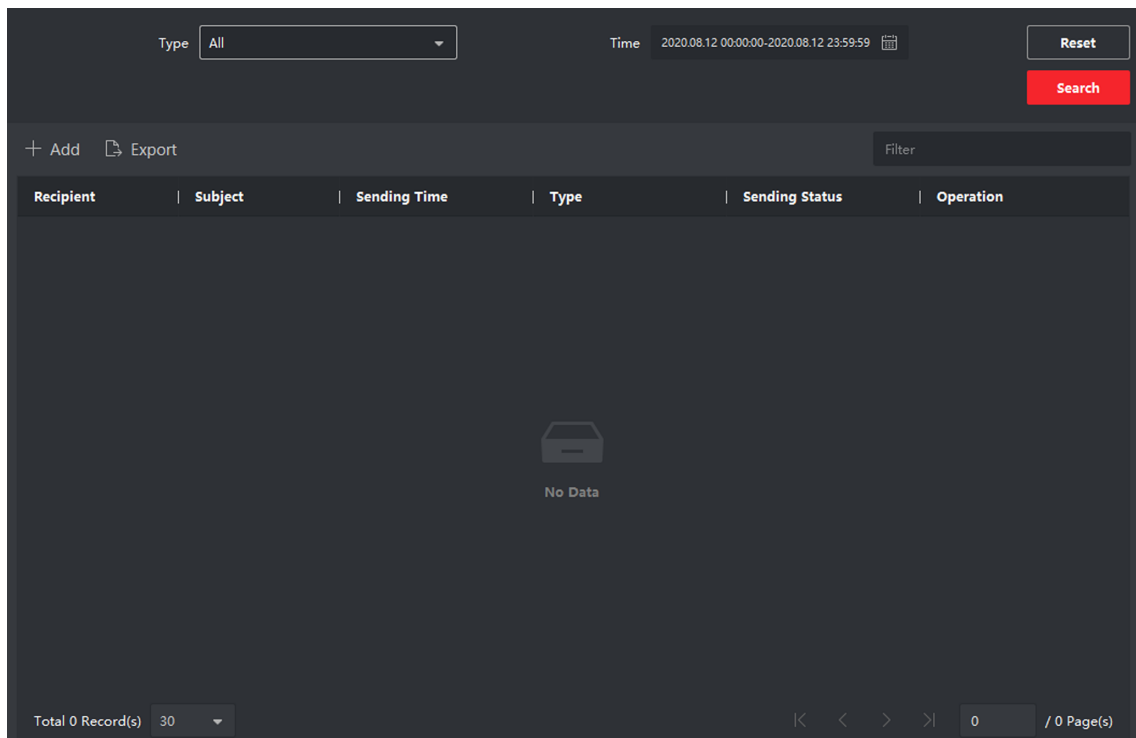 Type All Time 2020.08.12 00:00:00-2020.08.12 23:59:59 Reset
Search
Add Export Filter
Recipient Subject Sending Time Type Sending Status Operation
No Data
Total 0 Record(s) 30 0 / 0 Page(s)